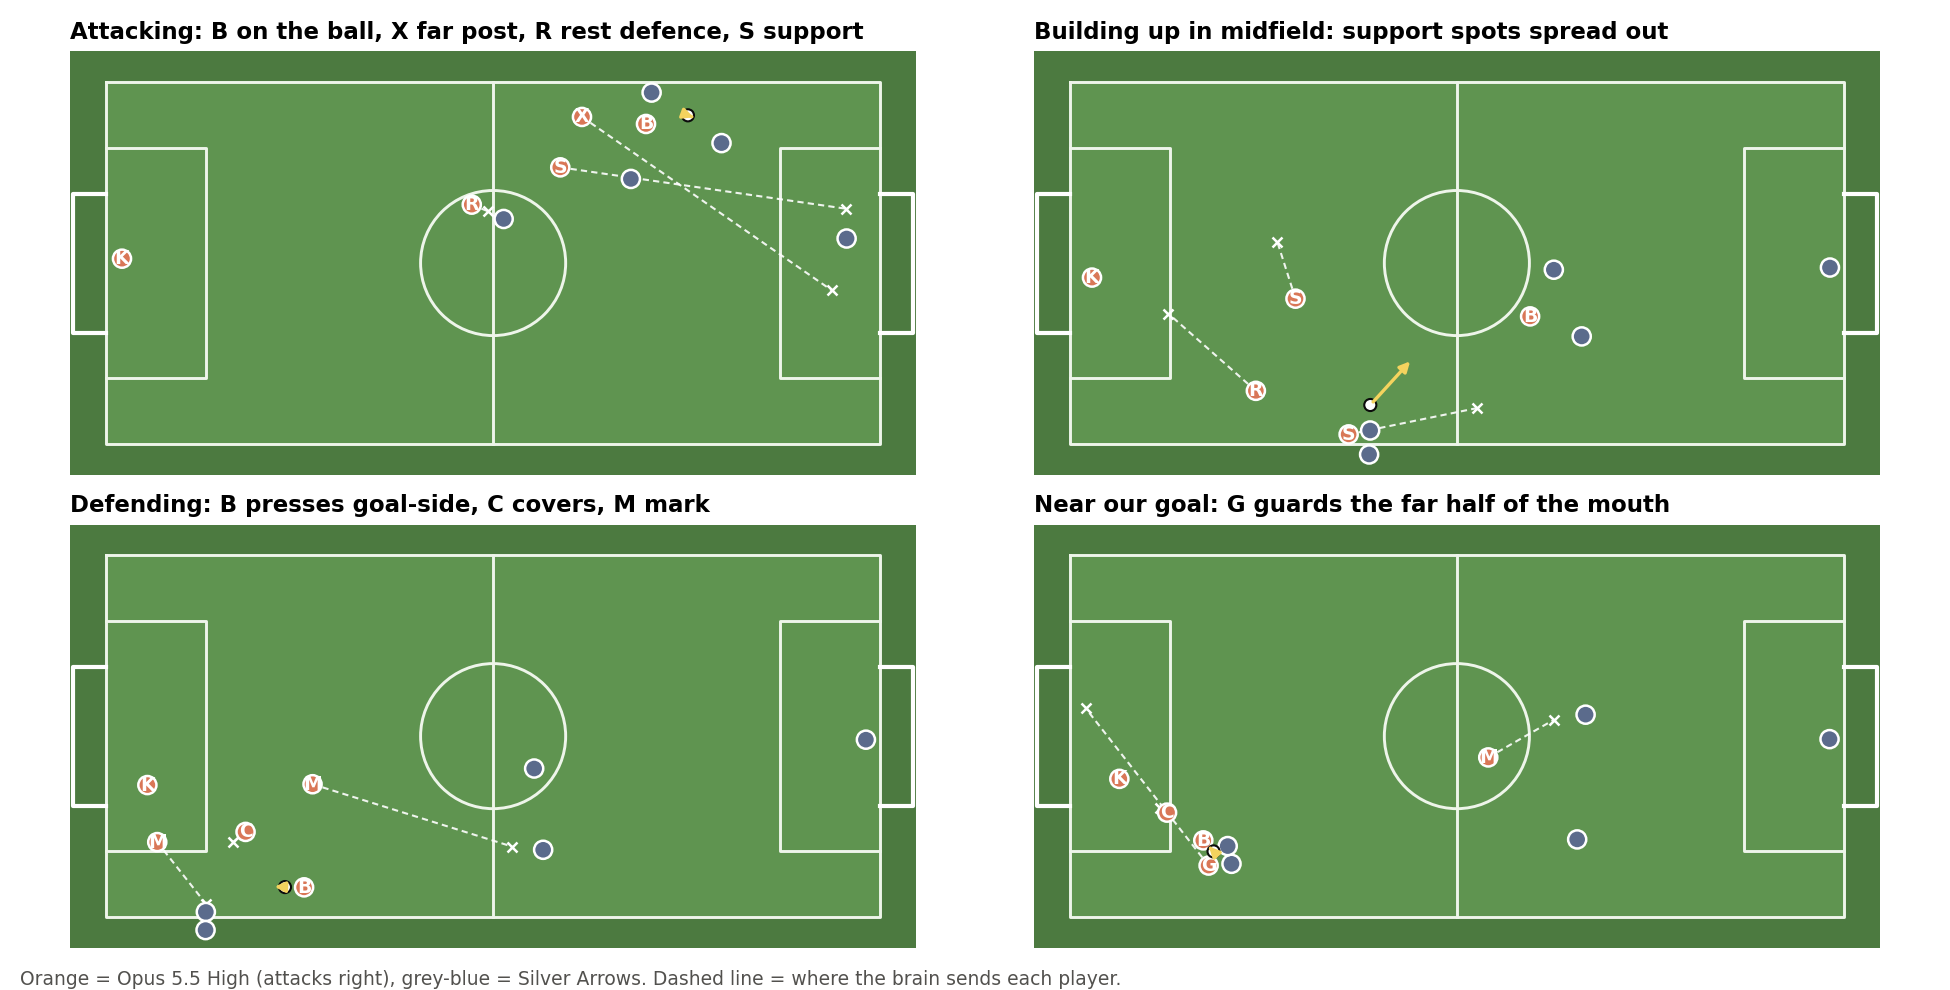 Attacking: B on the ball, X far post, R rest defence, S support
X
B
S
R
K
Building up in midfield: support spots spread out
K
S
B
R
S
Defending: B presses goal-side, C covers, M mark
K
M
C
M
B
Near our goal: G guards the far half of the mouth
M
K
C
B
G
Orange = Opus 5.5 High (attacks right), grey-blue = Silver Arrows. Dashed line = where the brain sends each player.